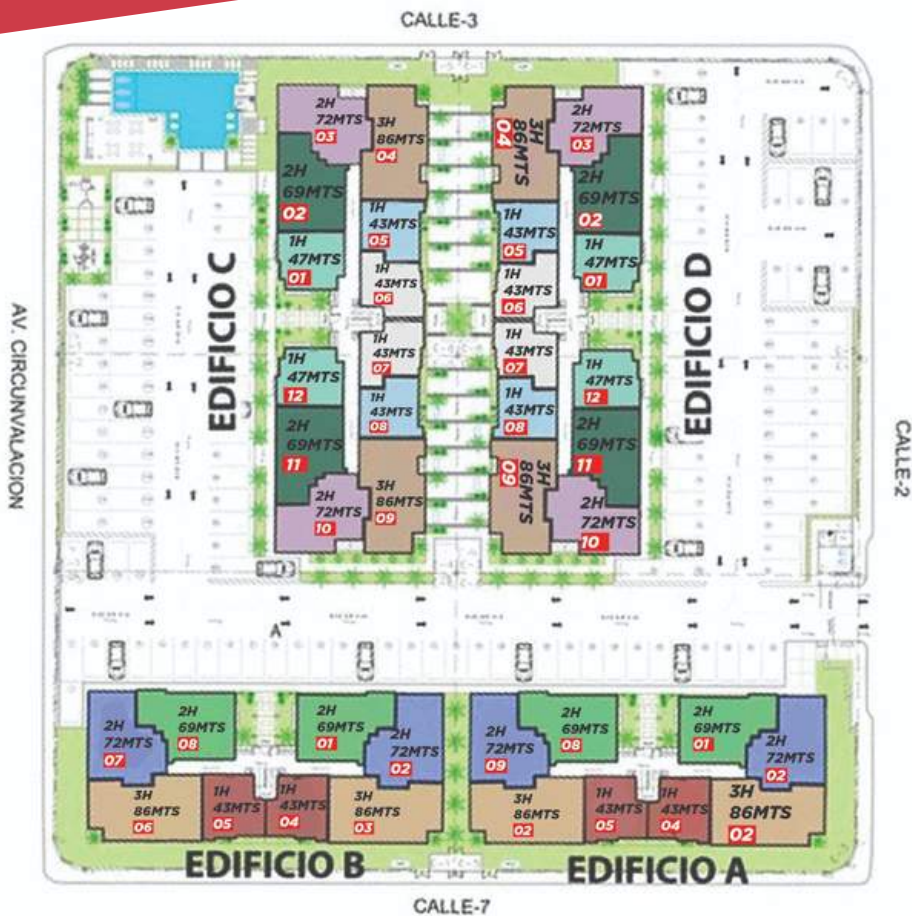 CALLE-3
2H
72MTS
03
3H
86MTS
04
2H
69MTS
02
1H
43MTS
05
1H
47MTS
01
1H
43MTS
06
1H
43MTS
07
1H
47MTS
12
1H
43MTS
08
2H
69MTS
11
3H
86MTS
09
2H
72MTS
10
EDIFICIO C
3H
86MTS
04
2H
72MTS
03
2H
69MTS
02
1H
43MTS
05
1H
47MTS
01
1H
43MTS
06
1H
43MTS
07
1H
47MTS
12
1H
43MTS
08
2H
69MTS
11
3H
86MTS
09
2H
72MTS
10
EDIFICIO D
AV. CIRCUNVALACION
CALLE-2
A
2H
72MTS
07
2H
69MTS
08
2H
69MTS
01
2H
72MTS
02
3H
86MTS
06
1H
43MTS
05
1H
43MTS
04
3H
86MTS
03
EDIFICIO B
2H
72MTS
09
2H
69MTS
08
2H
69MTS
01
2H
72MTS
02
3H
86MTS
02
1H
43MTS
05
1H
43MTS
04
3H
86MTS
02
EDIFICIO A
CALLE-7